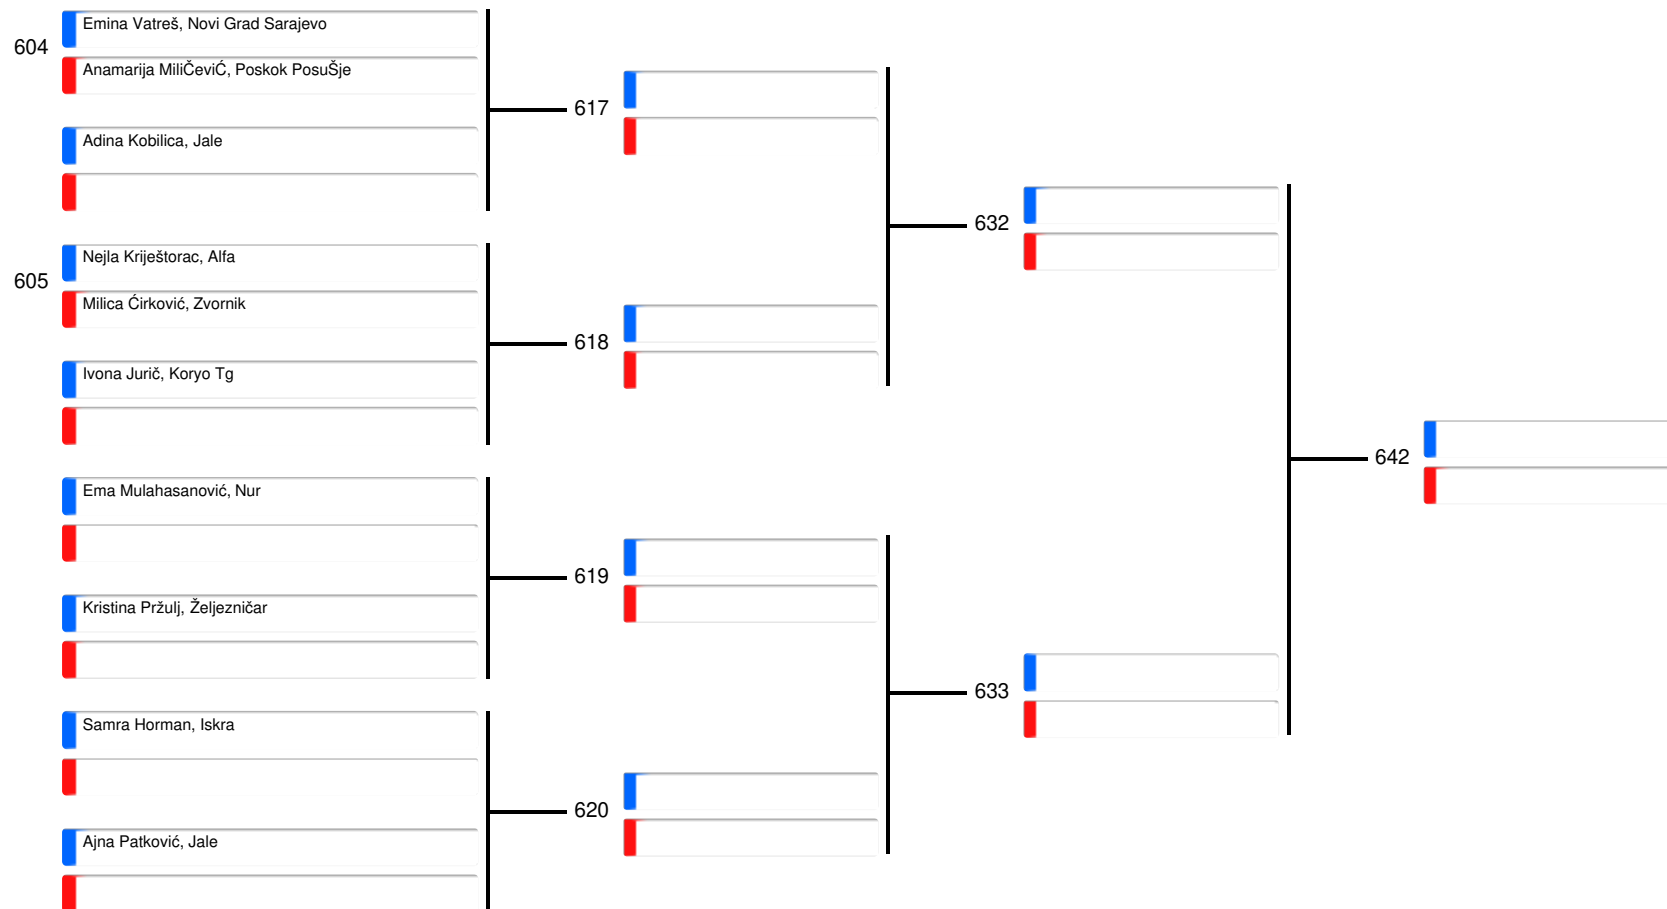 Emina Vatreš, Novi Grad Sarajevo
604
Anamarija MiliČeviĆ, Poskok PosuŠje
617
Adina Kobilica, Jale
632
Nejla Kriještorac, Alfa
605
Milica Ćirković, Zvornik
618
Ivona Jurič, Koryo Tg
642
Ema Mulahasanović, Nur
619
Kristina Pržulj, Željezničar
633
Samra Horman, Iskra
620
Ajna Patković, Jale